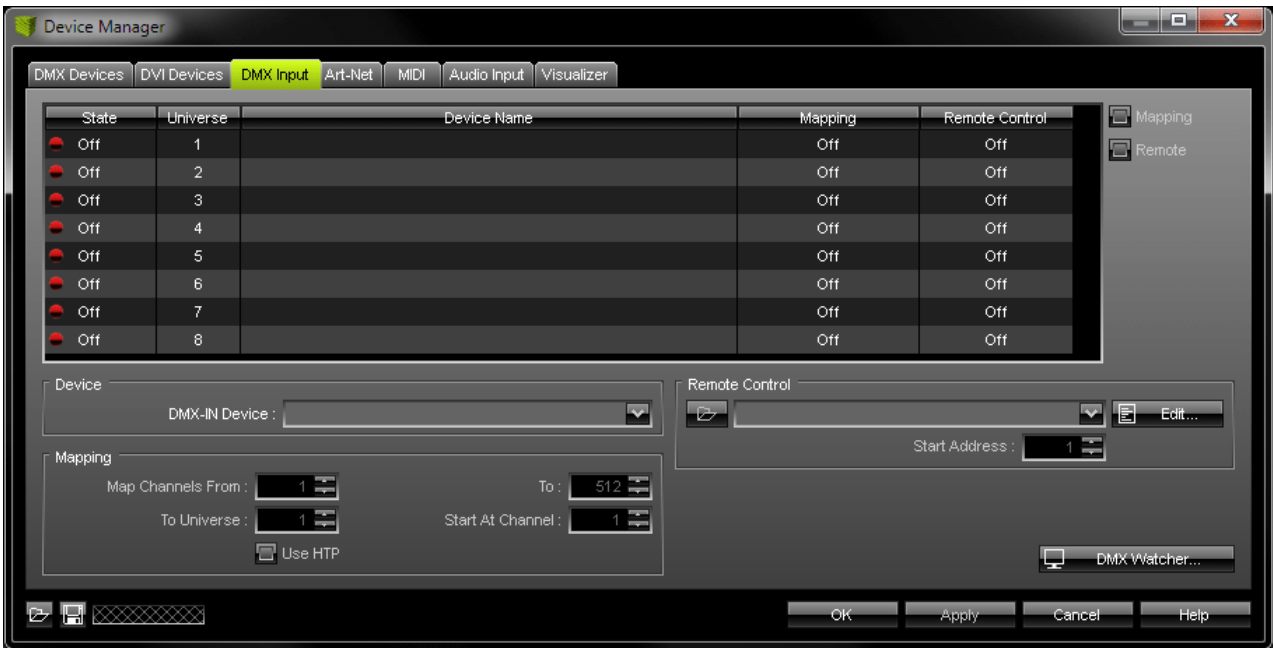 Device Manager
DMX Devices DVI Devices DMX Input Art-Net MIDI Audio Input Visualizer
State Universe Device Name Mapping Remote Control
Off 1 Off Off
Off 2 Off Off
Off 3 Off Off
Off 4 Off Off
Off 5 Off Off
Off 6 Off Off
Off 7 Off Off
Off 8 Off Off
Mapping
Remote
Device
DMX-IN Device :
Remote Control
Edit...
Start Address : 1
Mapping
Map Channels From : 1 To : 512
To Universe : 1 Start At Channel : 1
Use HTP
DMX Watcher...
OK Apply Cancel Help